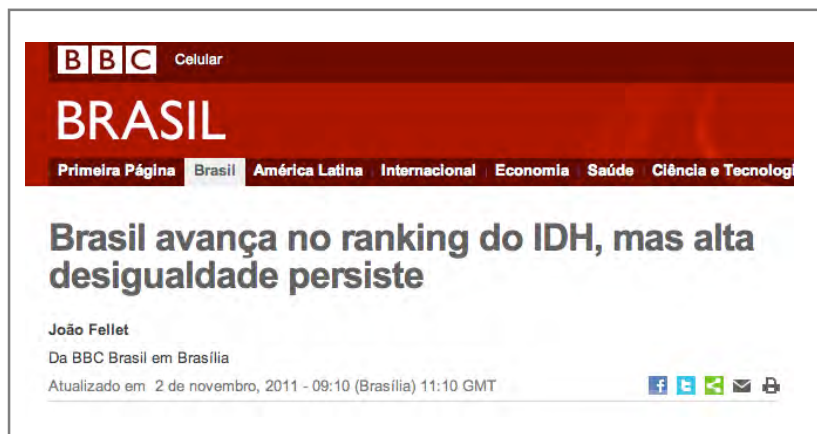 BBC Celular
BRASIL
Primeira Página Brasil América Latina Internacional Economia Saúde Ciência e Tecnologi
Brasil avança no ranking do IDH, mas alta
desigualdade persiste
João Fellet
Da BBC Brasil em Brasília
Atualizado em 2 de novembro, 2011 - 09:10 (Brasília) 11:10 GMT